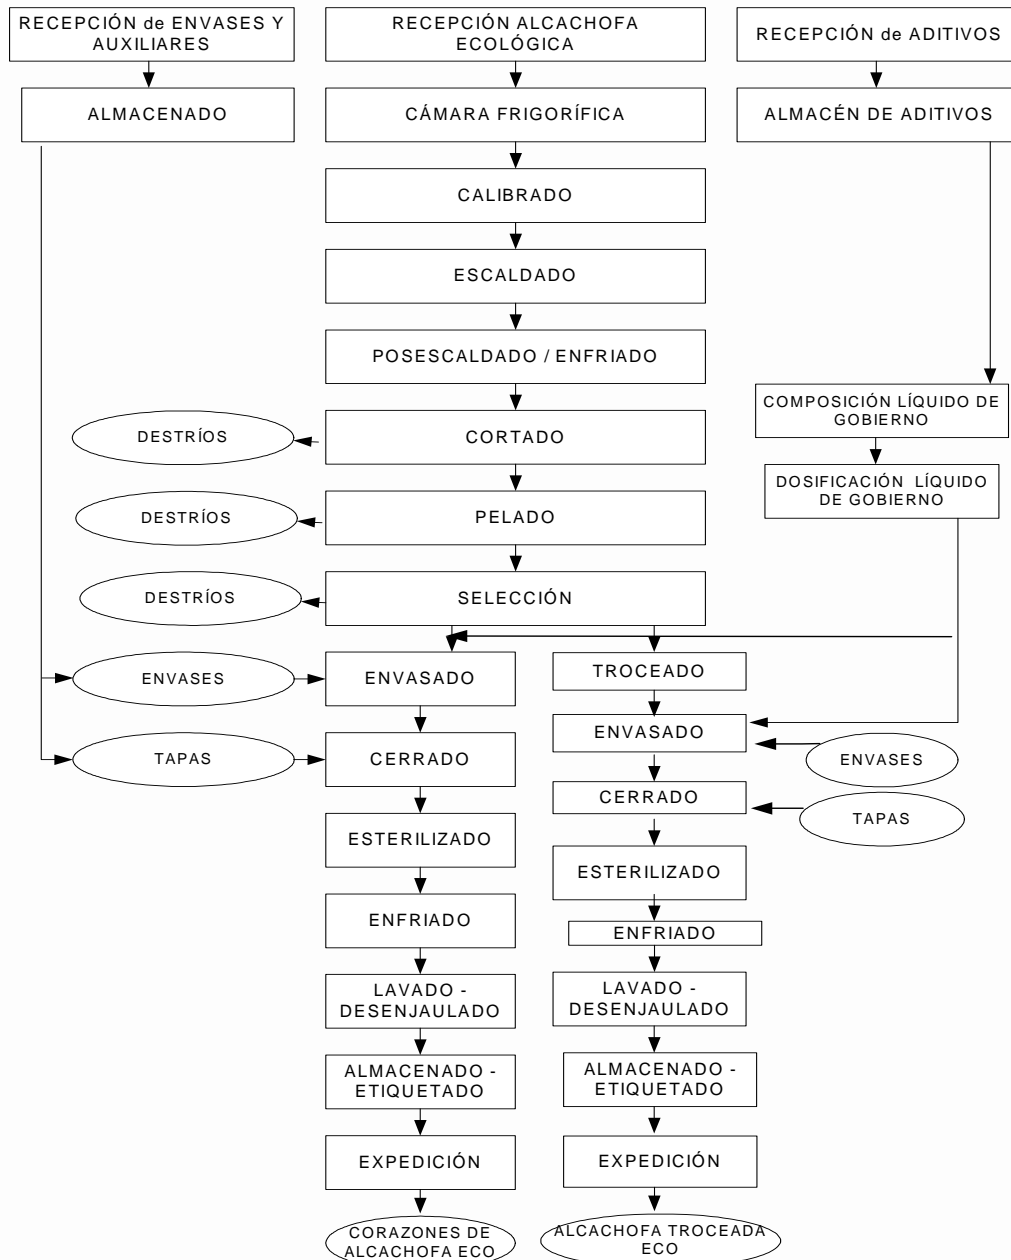 RECEPCIÓN de ENVASES Y
AUXILIARES
RECEPCIÓN ALCACHOFA
ECOLÓGICA
RECEPCIÓN de ADITIVOS
ALMACENADO
CÁMARA FRIGORÍFICA
ALMACÉN DE ADITIVOS
CALIBRADO
ESCALDADO
POSESCALDADO / ENFRIADO
COMPOSICIÓN LÍQUIDO DE
GOBIERNO
DESTRÍOS
CORTADO
DOSIFICACIÓN LÍQUIDO
DE GOBIERNO
DESTRÍOS
PELADO
DESTRÍOS
SELECCIÓN
ENVASES
ENVASADO
TROCEADO
ENVASADO
ENVASES
TAPAS
CERRADO
CERRADO
TAPAS
ESTERILIZADO
ESTERILIZADO
ENFRIADO
ENFRIADO
LAVADO -
DESENJAULADO
LAVADO -
DESENJAULADO
ALMACENADO -
ETIQUETADO
ALMACENADO -
ETIQUETADO
EXPEDICIÓN
EXPEDICIÓN
CORAZONES DE
ALCACHOFA ECO
ALCACHOFA TROCEADA
ECO